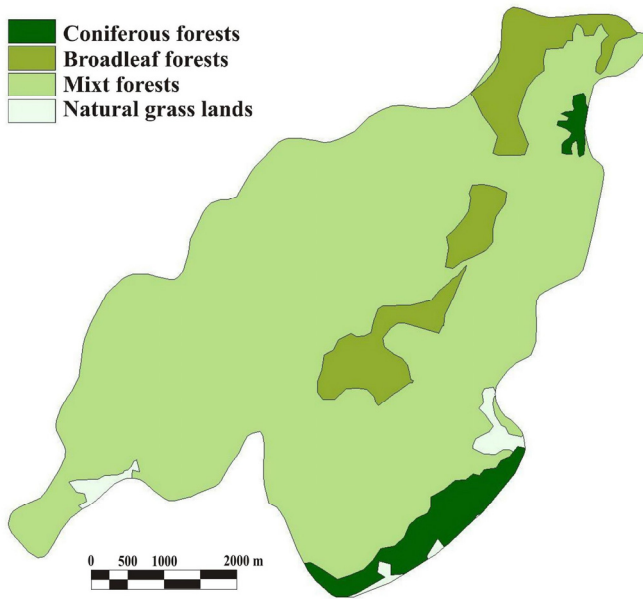 Coniferous forests
Broadleaf forests
Mixt forests
Natural grass lands
0 500 1000 2000 m